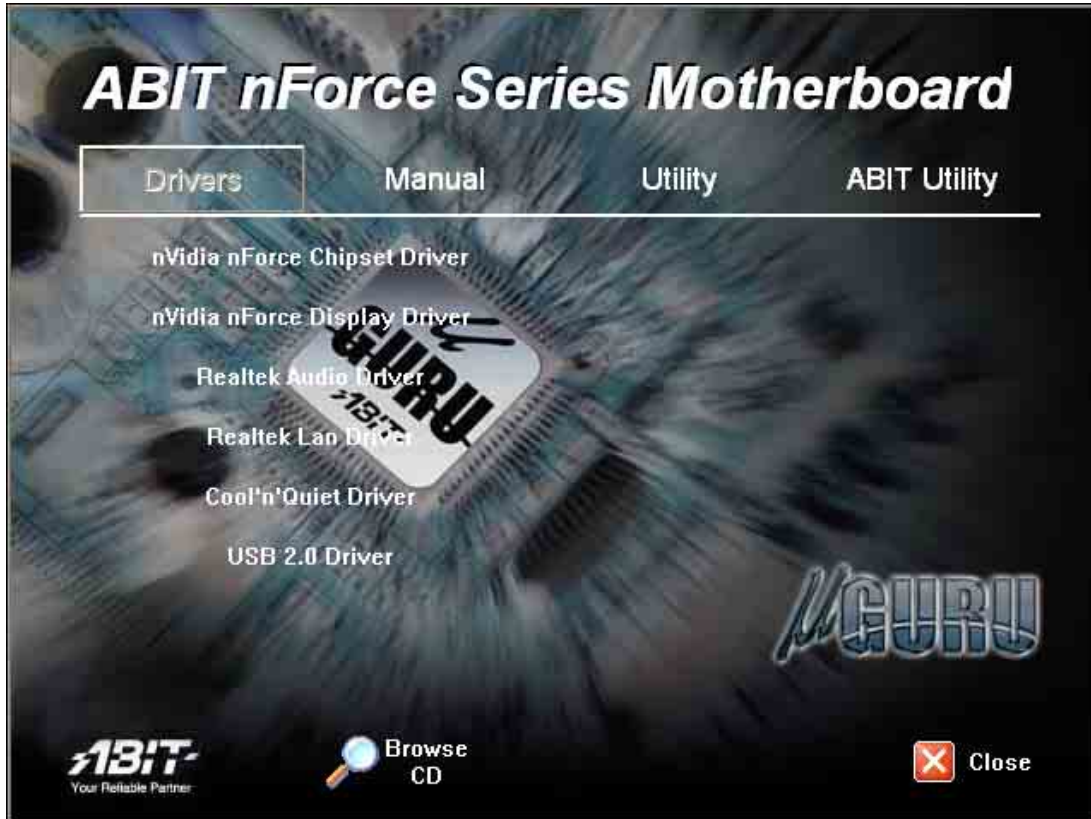 ABIT nForce Series Motherboard
Drivers Manual Utility ABIT Utility
nVidia nForce Chipset Driver
nVidia nForce Display Driver
Realtek Audio Driver
Realtek Lan Driver
Cool'n'Quiet Driver
USB 2.0 Driver
μ
GURU
ABIT
μGURU
ABIT
Your Reliable Partner
Browse
CD
Close